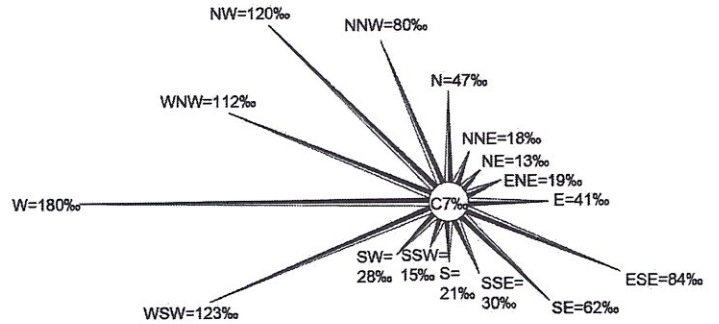 NW=120‰
NNW=80‰
N=47‰
WNW=112‰
NNE=18‰
NE=13‰
ENE=19‰
W=180‰
C7‰
E=41‰
SW=
28‰
SSW=
15‰
S=
21‰
SSE=
30‰
ESE=84‰
SE=62‰
WSW=123‰